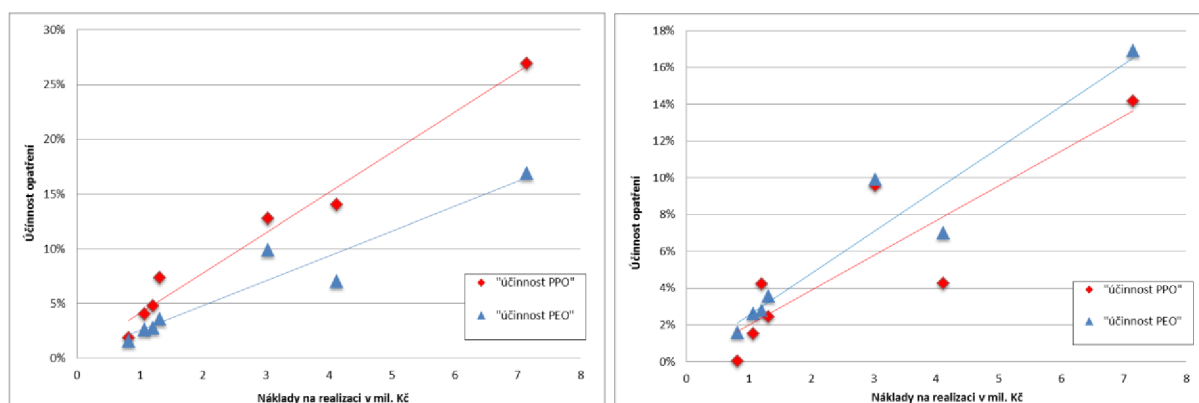 30%
25%
20%
15%
10%
5%
0%
Účinnost opatření
"účinnost PPO"
"účinnost PEO"
0 1 2 3 4 5 6 7 8
Náklady na realizaci v mil. Kč
18%
16%
14%
12%
10%
8%
6%
4%
2%
0%
Účinnost opatření
"účinnost PPO"
"účinnost PEO"
0 1 2 3 4 5 6 7 8
Náklady na realizaci v mil. Kč